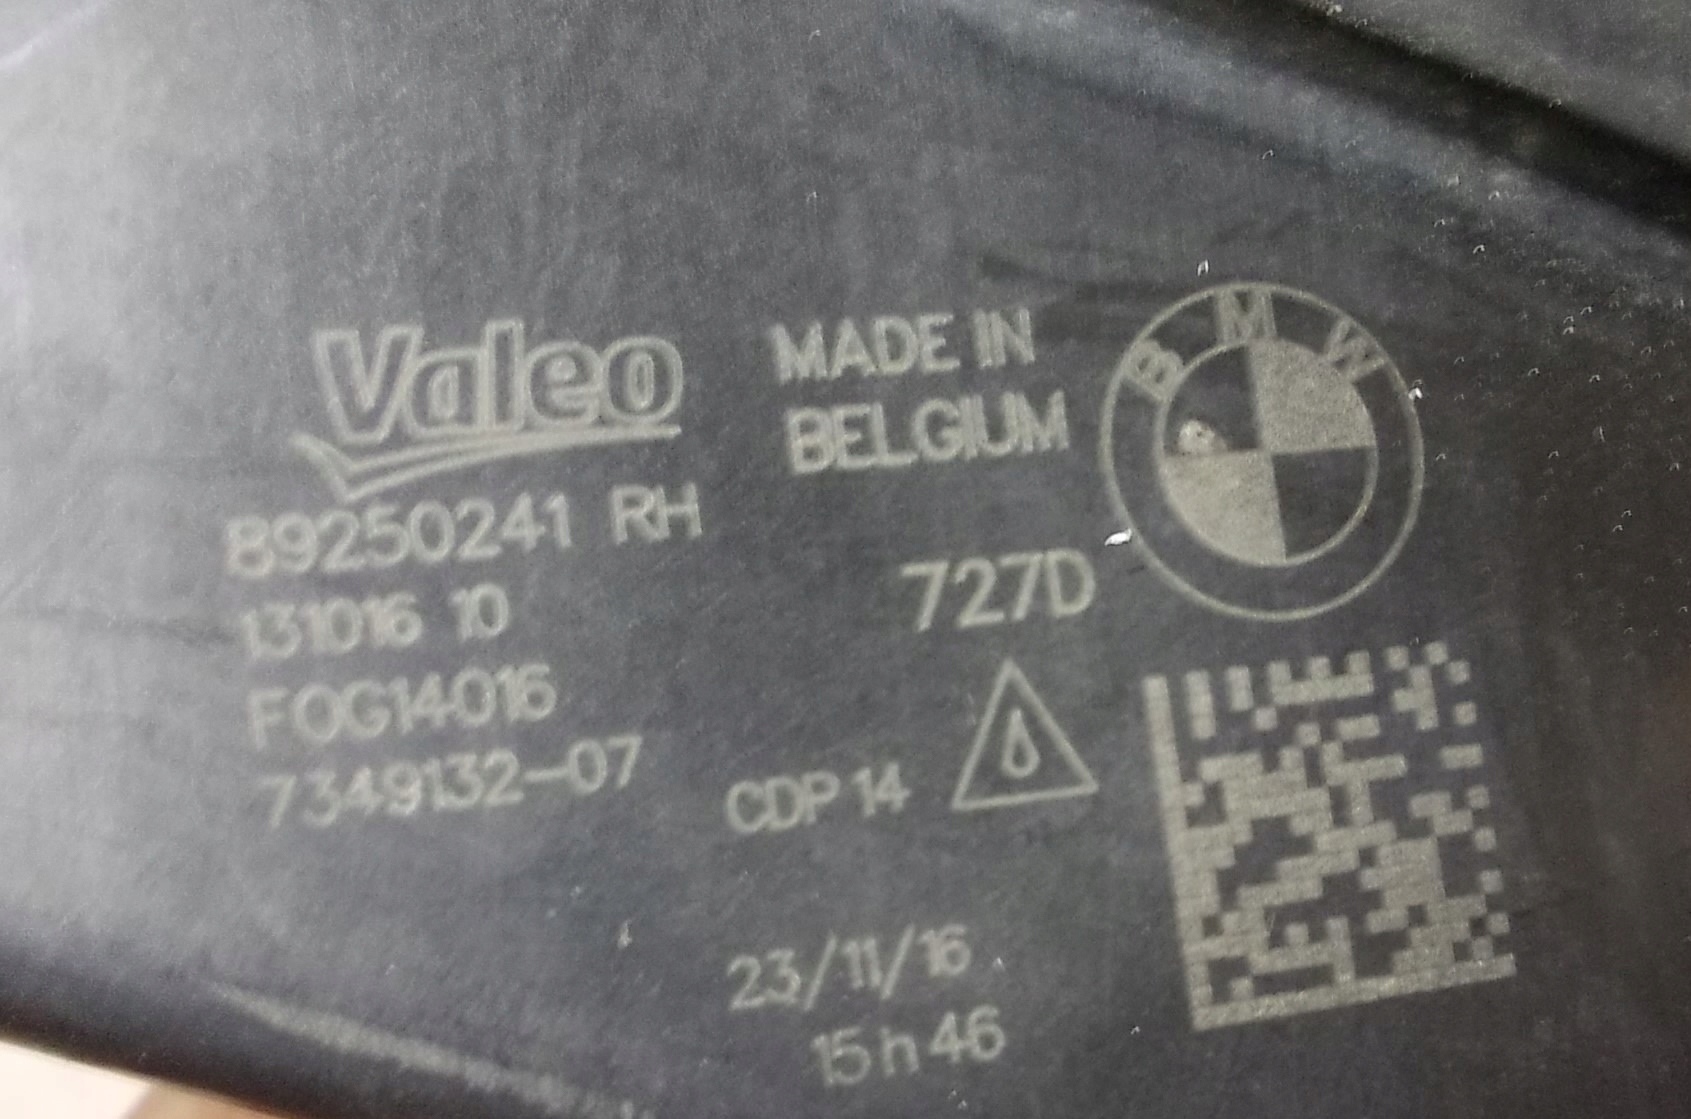 Valeo
MADE IN
BELGIUM
BMW
89250241 RH
131016 10
727D
FOG14016
7349132-07
CDP 14
23/11/16
15h46